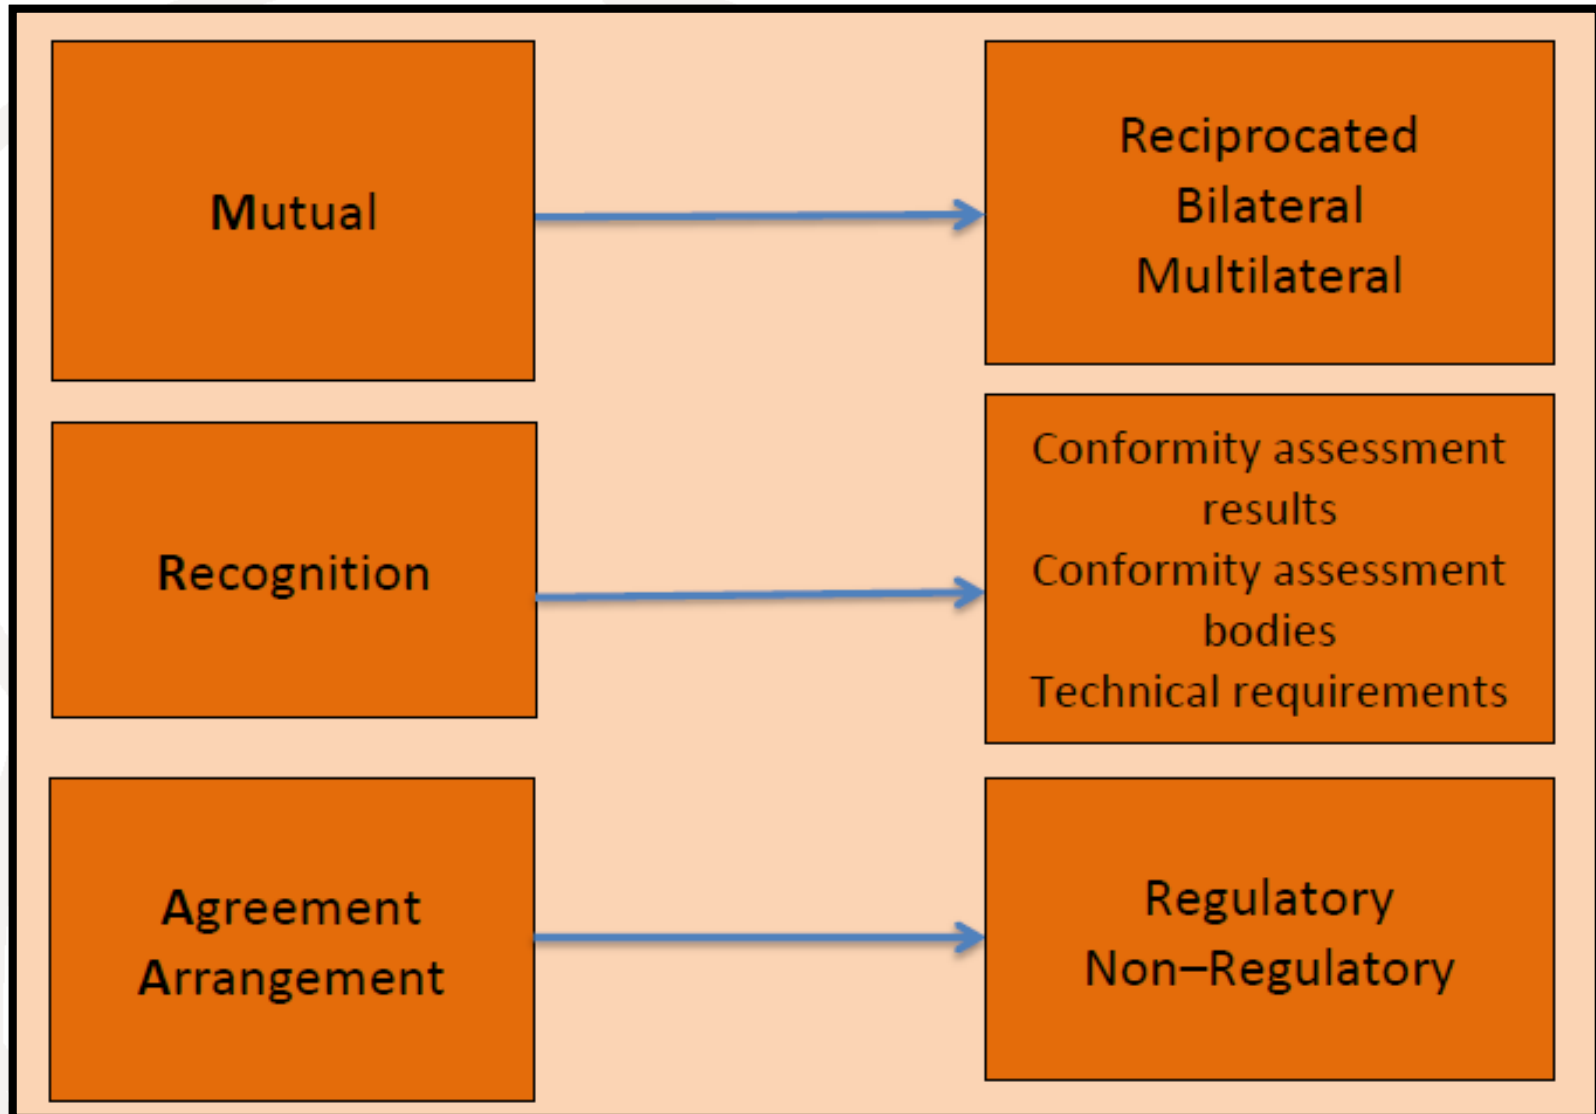 Mutual
Reciprocated
Bilateral
Multilateral
Recognition
Conformity assessment
results
Conformity assessment
bodies
Technical requirements
Agreement
Arrangement
Regulatory
Non–Regulatory